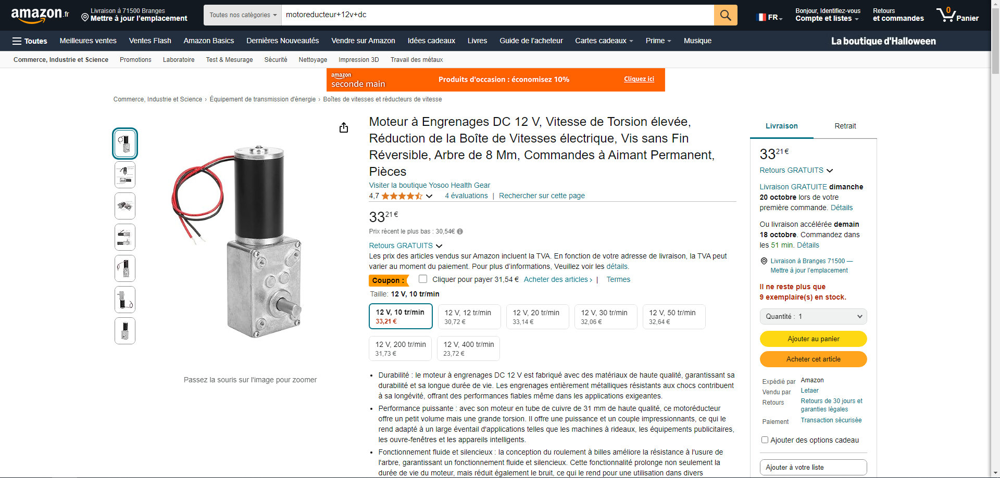 amazon.fr
Livraison à 71500 Branges
Mettre à jour l'emplacement
Toutes nos catégories
motoreducteur+12v+dc
FR
Bonjour, Identifiez-vous
Compte et listes
Retours
et commandes
0
Panier
Toutes
Meilleures ventes
Ventes Flash
Amazon Basics
Dernières Nouveautés
Vendre sur Amazon
Idées cadeaux
Livres
Guide de l'acheteur
Cartes cadeaux
Prime
Musique
La boutique d'Halloween
Commerce, Industrie et Science
Promotions
Laboratoire
Test & Mesurage
Sécurité
Nettoyage
Impression 3D
Travail des métaux
amazon
seconde main
Produits d'occasion : économisez 10%
Cliquez ici
Commerce, Industrie et Science › Équipement de transmission d'énergie › Boîtes de vitesses et réducteurs de vitesse
Passez la souris sur l'image pour zoomer
Moteur à Engrenages DC 12 V, Vitesse de Torsion élevée,
Réduction de la Boîte de Vitesses électrique, Vis sans Fin
Réversible, Arbre de 8 Mm, Commandes à Aimant Permanent,
Pièces
Visiter la boutique Yosoo Health Gear
4,7
4 évaluations | Rechercher sur cette page
33 21 €
Prix récent le plus bas : 30,54€
Retours GRATUITS
Les prix des articles vendus sur Amazon incluent la TVA. En fonction de votre adresse de livraison, la TVA peut
varier au moment du paiement. Pour plus d'informations, Veuillez voir les détails.
Coupon :
Cliquer pour payer 31,54 € Acheter des articles › | Termes
Taille: 12 V, 10 tr/min
12 V, 10 tr/min
33,21 €
12 V, 12 tr/min
30,72 €
12 V, 20 tr/min
33,14 €
12 V, 30 tr/min
32,06 €
12 V, 50 tr/min
32,64 €
12 V, 200 tr/min
31,73 €
12 V, 400 tr/min
23,72 €
• Durabilité : le moteur à engrenages DC 12 V est fabriqué avec des matériaux de haute qualité, garantissant sa
durabilité et sa longue durée de vie. Les engrenages entièrement métalliques résistants aux chocs contribuent
à sa longévité, offrant des performances fiables même dans les applications exigeantes.
• Performance puissante : avec son moteur en tube de cuivre de 31 mm de haute qualité, ce motoréducteur
offre un petit volume mais une grande torsion. Il offre une puissance et un couple impressionnants, ce qui le
rend adapté à un large éventail d'applications telles que les machines à rideaux, les équipements publicitaires,
les ouvre-fenêtres et les appareils intelligents.
• Fonctionnement fluide et silencieux : la conception du roulement à billes améliore la résistance à l'usure de
l'arbre, garantissant un fonctionnement fluide et silencieux. Cette fonctionnalité prolonge non seulement la
durée de vie du moteur, mais réduit également le bruit, ce qui le rend pour une utilisation dans divers
Livraison
Retrait
33 21 €
Retours GRATUITS
Livraison GRATUITE dimanche
20 octobre lors de votre
première commande. Détails
Ou livraison accélérée demain
18 octobre. Commandez dans
les 51 min. Détails
Livraison à Branges 71500 —
Mettre à jour l'emplacement
Il ne reste plus que
9 exemplaire(s) en stock.
Quantité : 1
Ajouter au panier
Acheter cet article
Expédié par Amazon
Vendu par Letaer
Retours Retours de 30 jours et
garanties légales
Paiement Transaction sécurisée
Ajouter des options cadeau
Ajouter à votre liste